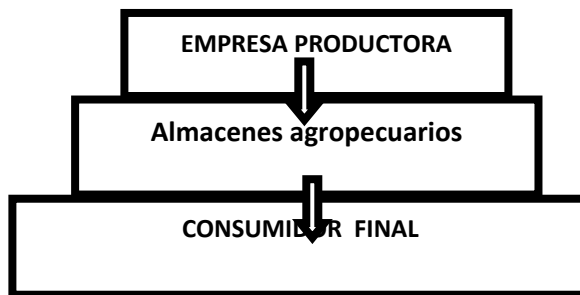 EMPRESA PRODUCTORA
Almacenes agropecuarios
CONSUMIDOR FINAL